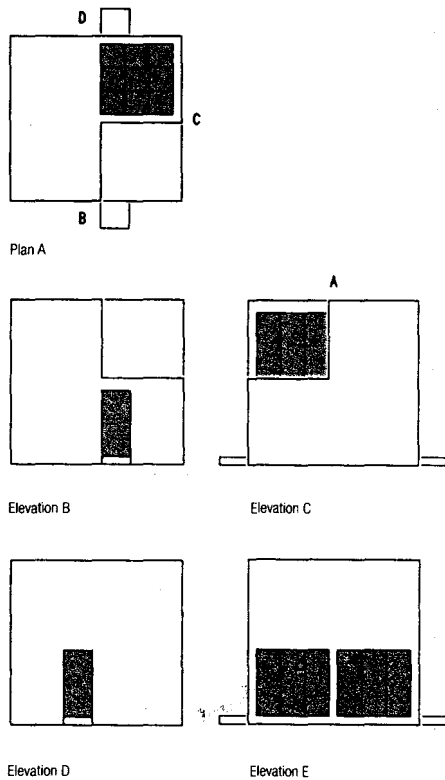 D
C
B
Plan A
A
Elevation B
Elevation C
Elevation D
Elevation E